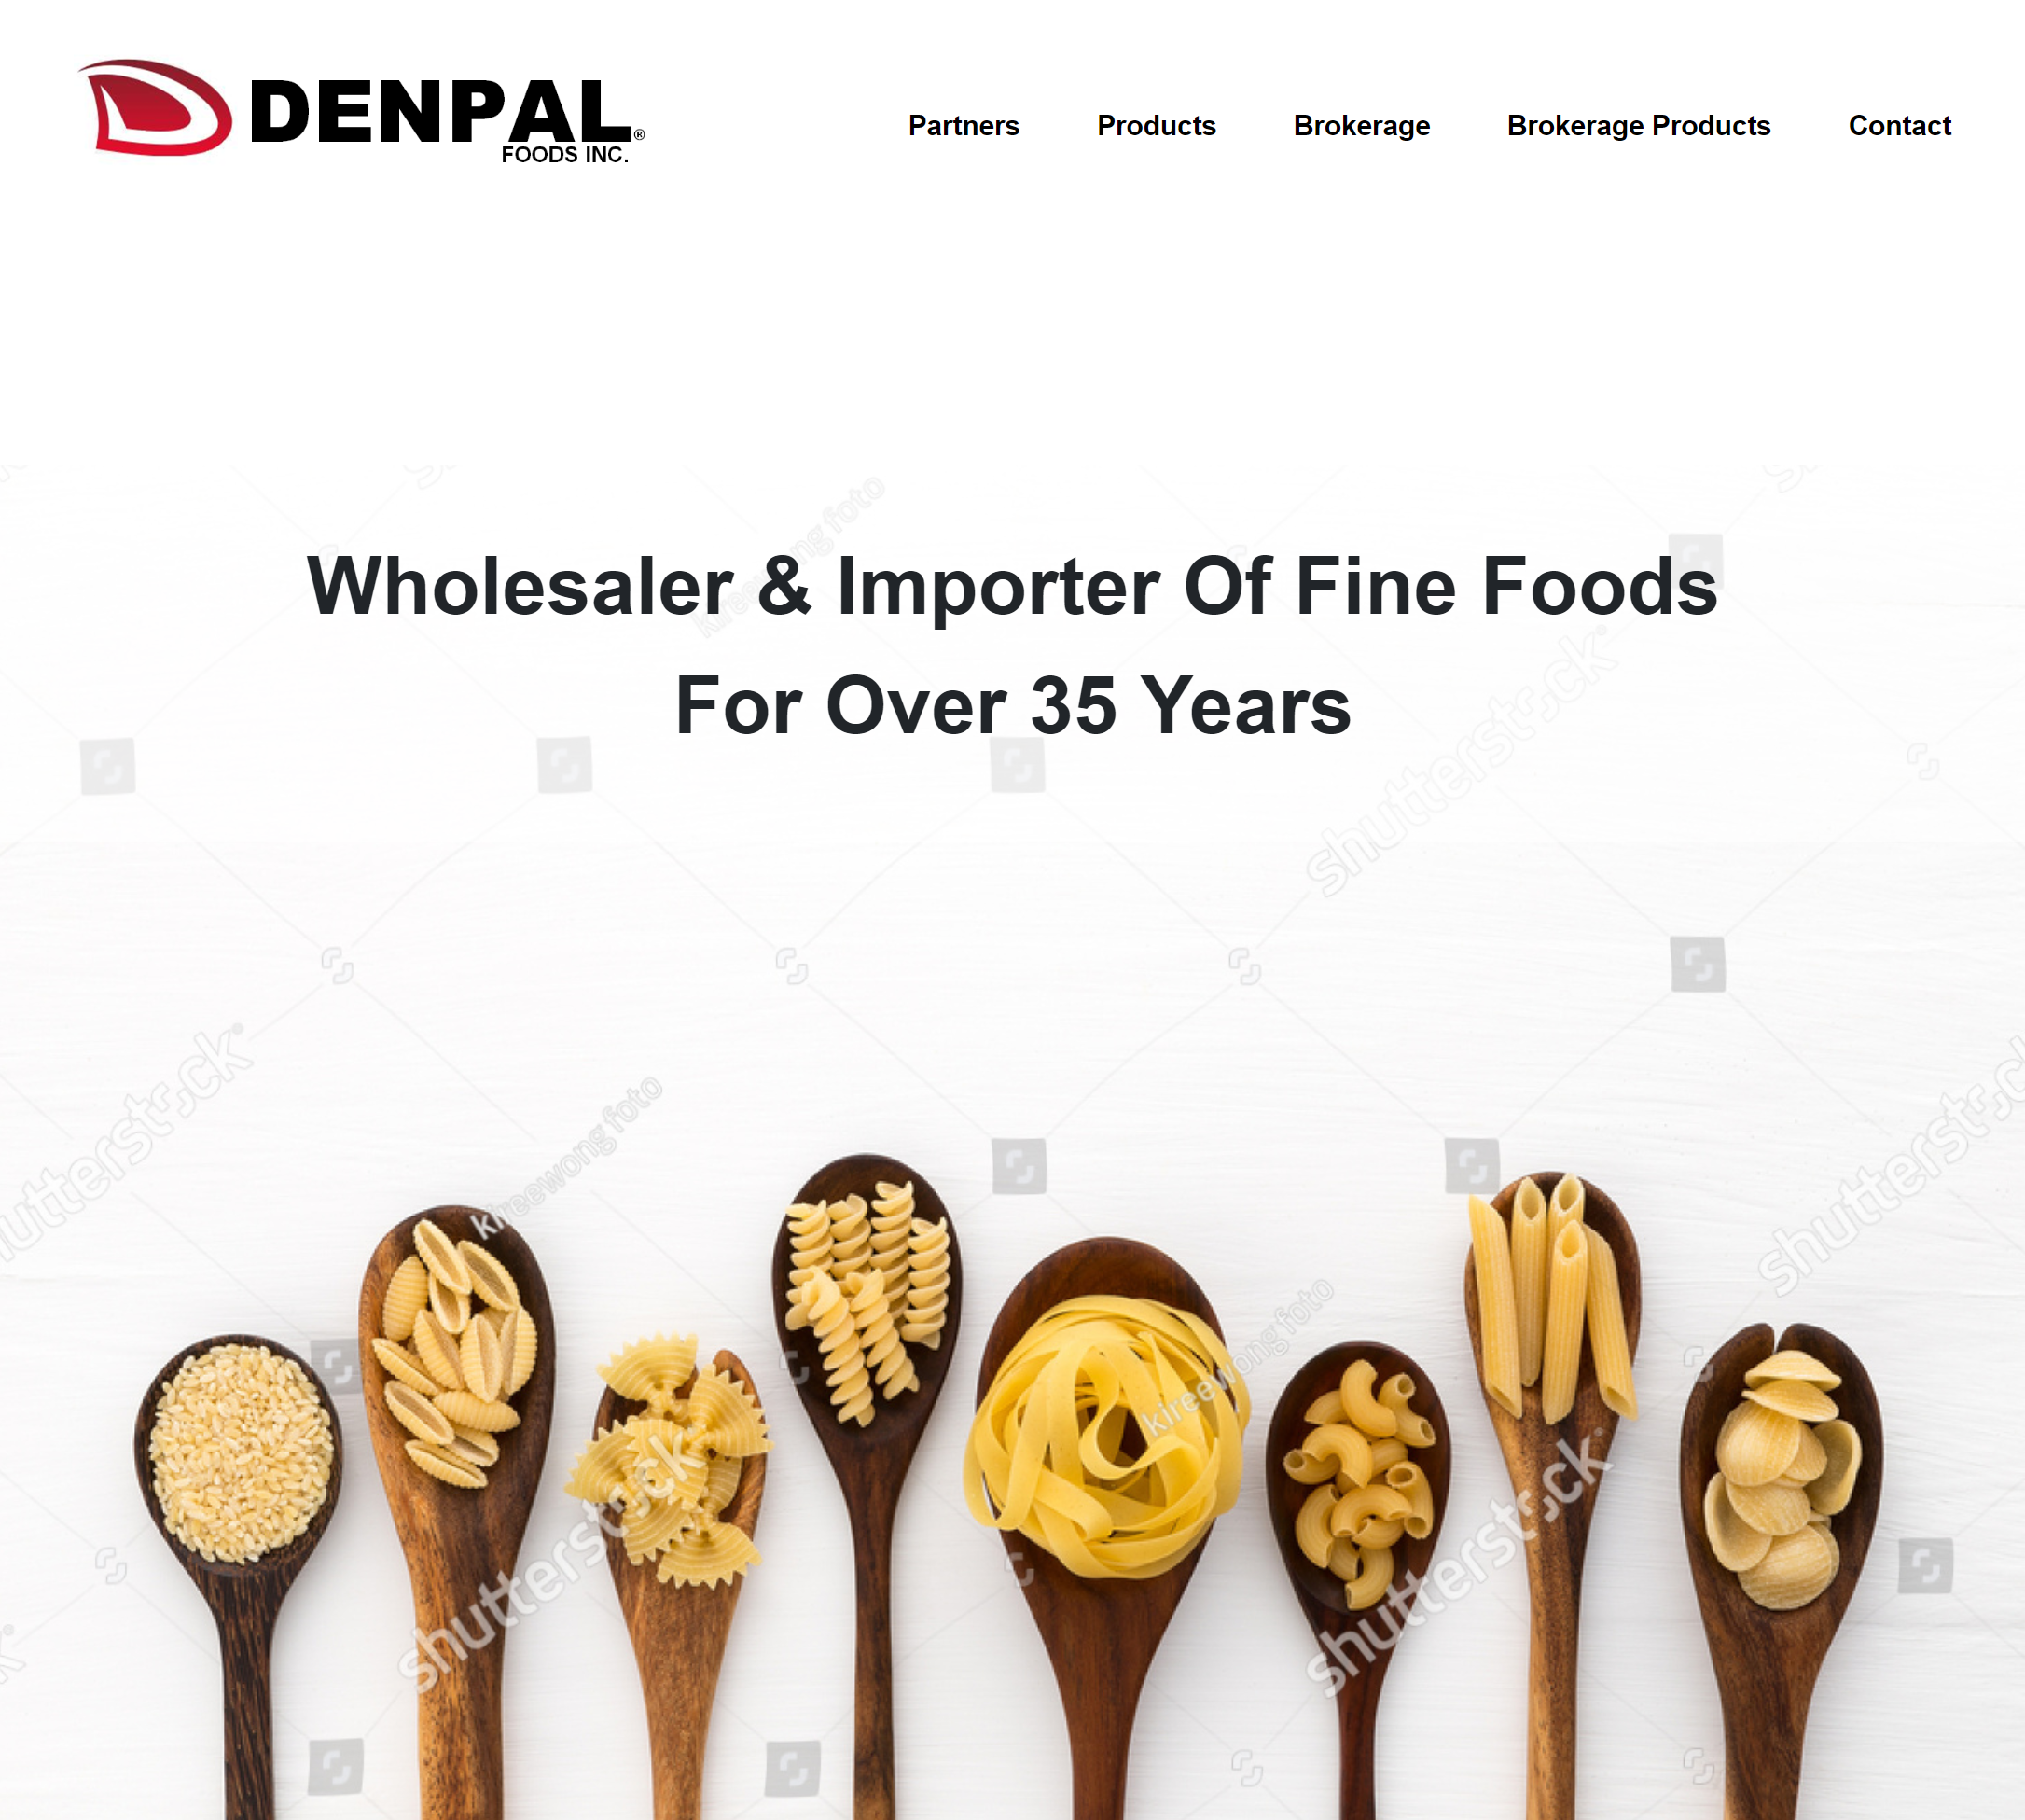 DENPAL®
FOODS INC.
Partners Products Brokerage Brokerage Products Contact
kireewong foto
Wholesaler & Importer Of Fine Foods
For Over 35 Years
shutterstock
shutterstock
kireewong foto
shutterstock
kireewong foto
shutterstock
shutterstock